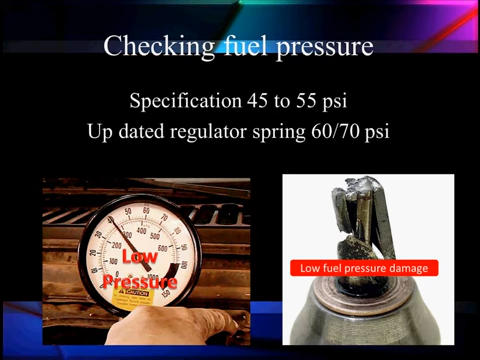 Checking fuel pressure
Specification 45 to 55 psi
Up dated regulator spring 60/70 psi
Low
Pressure
CAUTION
Low fuel pressure damage